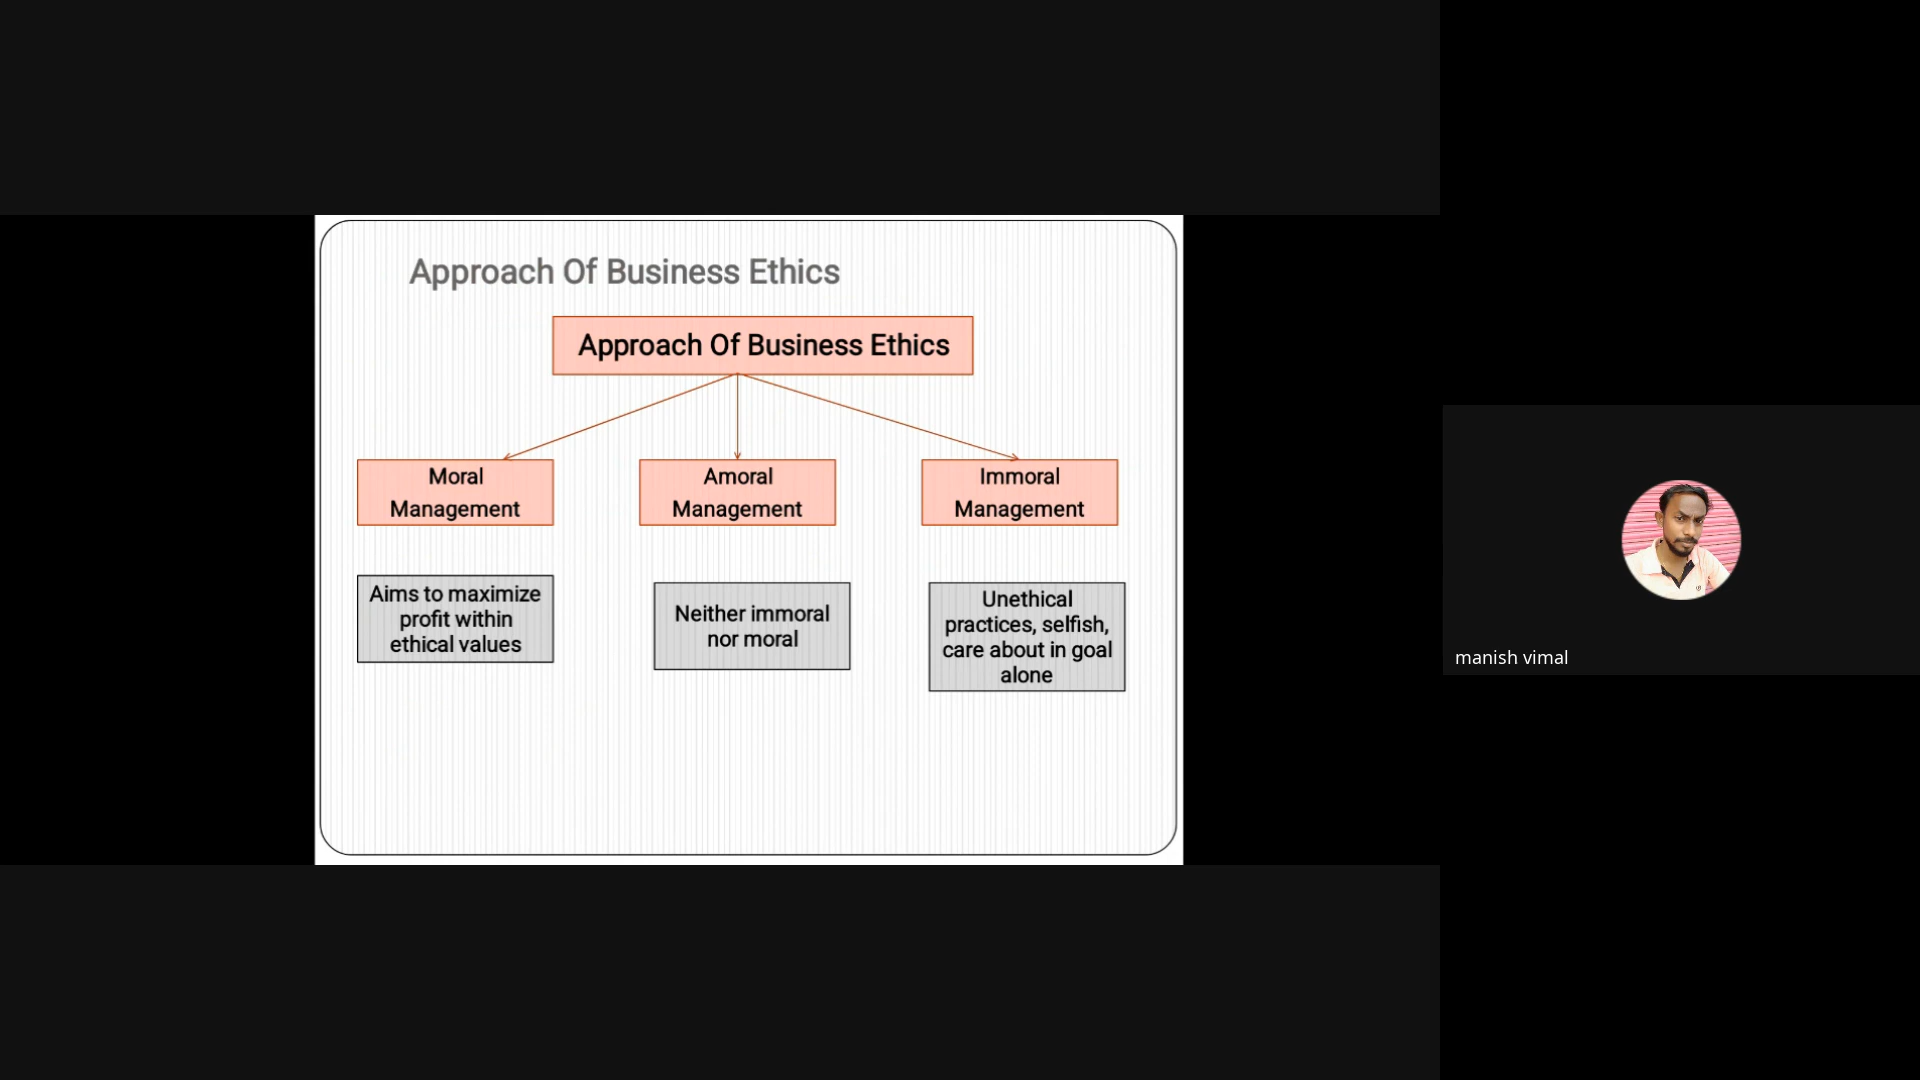 Approach Of Business Ethics
Approach Of Business Ethics
Moral
Management
Amoral
Management
Immoral
Management
Aims to maximize
profit within
ethical values
Neither immoral
nor moral
Unethical
practices, selfish,
care about in goal
alone
manish vimal